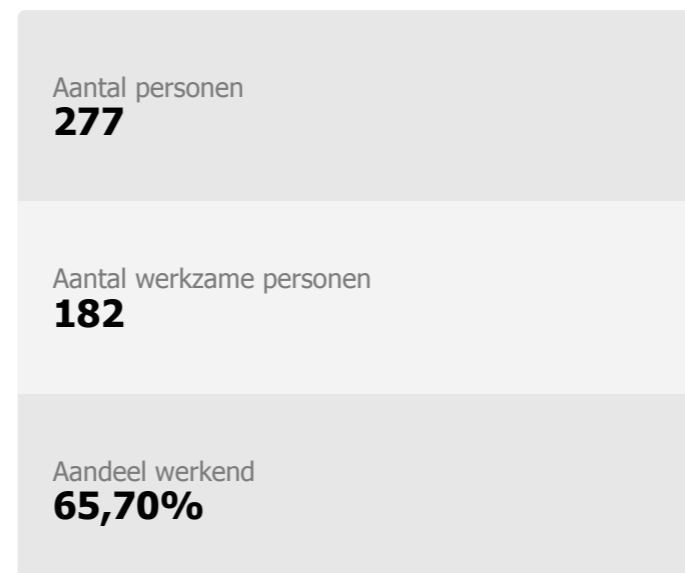 Aantal personen
277
Aantal werkzame personen
182
Aandeel werkend
65,70%